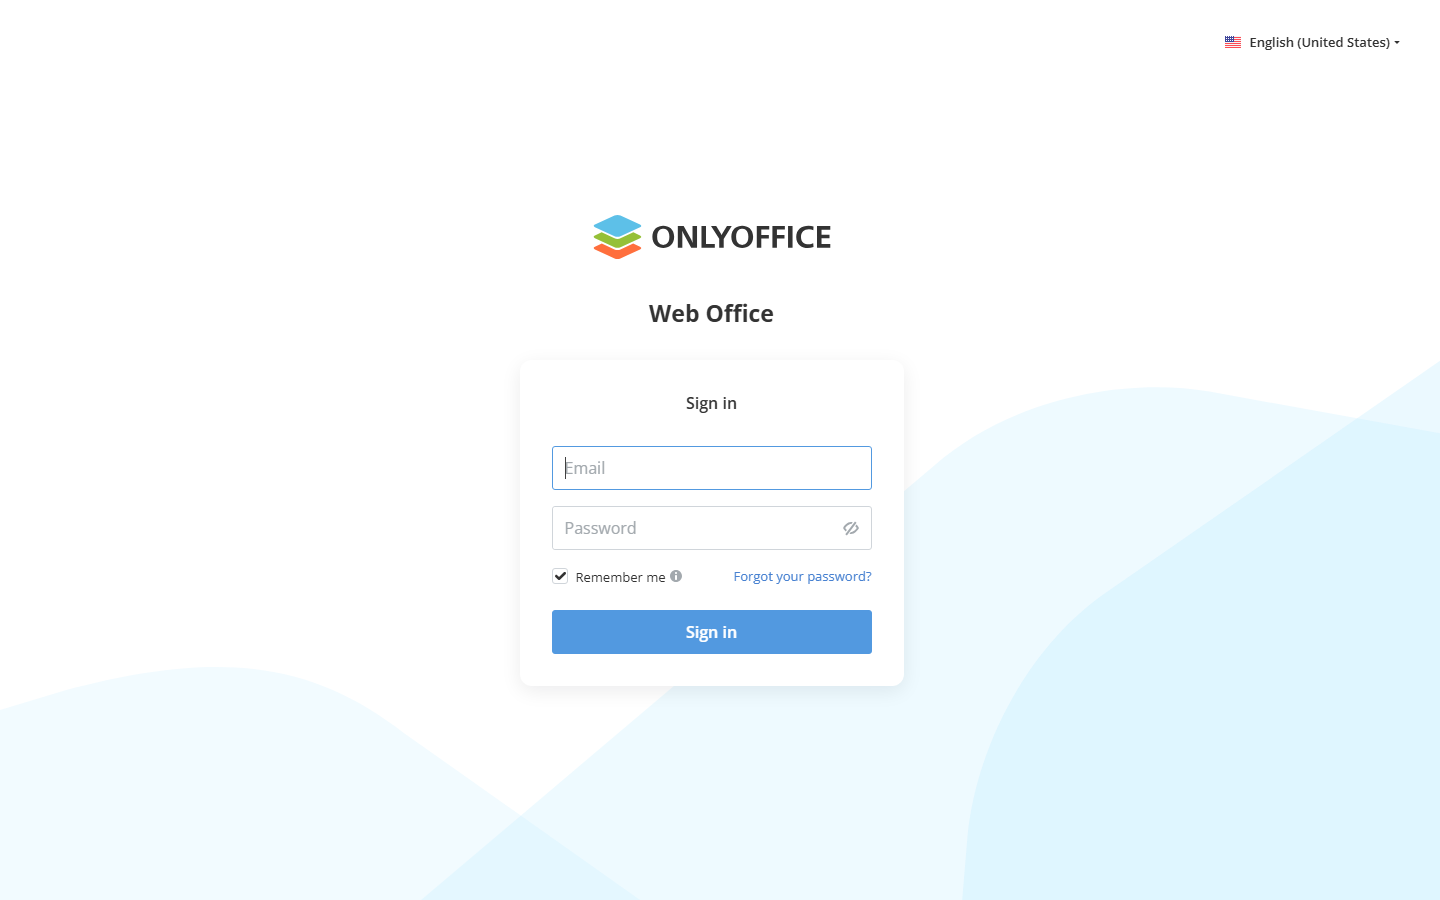 English (United States)
ONLYOFFICE
Web Office
Sign in
Email
Password
Remember me
Forgot your password?
Sign in